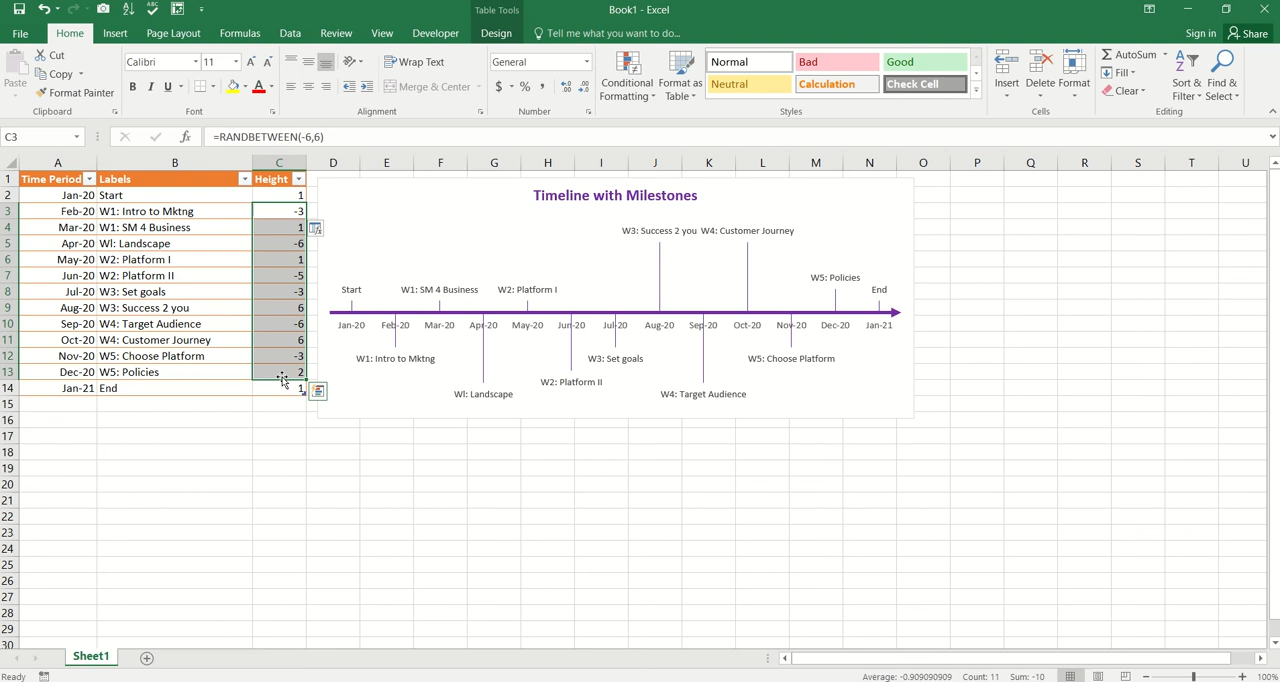 Table Tools
Book1 - Excel
File Home Insert Page Layout Formulas Data Review View Developer Design Tell me what you want to do... Sign in Share
Paste Cut Copy Format Painter Clipboard
Calibri 11 B I U A Font
Wrap Text Merge & Center Alignment
General $ % , Number
Conditional Formatting Format as Table
Normal Bad Good
Neutral Calculation Check Cell
Styles
Insert Delete Format Cells
AutoSum Fill Clear Sort & Filter Find & Select Editing
C3 fx =RANDBETWEEN(-6,6)
A B C D E F G H I J K L M N O P Q R S T U
1 Time Period Labels Height
2 Jan-20 Start 1
3 Feb-20 W1: Intro to Mktng -3
4 Mar-20 W1: SM 4 Business 1
5 Apr-20 Wl: Landscape -6
6 May-20 W2: Platform I 1
7 Jun-20 W2: Platform II -5
8 Jul-20 W3: Set goals -3
9 Aug-20 W3: Success 2 you 6
10 Sep-20 W4: Target Audience -6
11 Oct-20 W4: Customer Journey 6
12 Nov-20 W5: Choose Platform -3
13 Dec-20 W5: Policies 2
14 Jan-21 End 1
15
16
17
18
19
20
21
22
23
24
25
26
27
28
29
30
Timeline with Milestones
W3: Success 2 you W4: Customer Journey
W5: Policies
Start W1: SM 4 Business W2: Platform I End
Jan-20 Feb-20 Mar-20 Apr-20 May-20 Jun-20 Jul-20 Aug-20 Sep-20 Oct-20 Nov-20 Dec-20 Jan-21
W1: Intro to Mktng W3: Set goals W5: Choose Platform
W2: Platform II
Wl: Landscape W4: Target Audience
Sheet1
Ready Average: -0.909090909 Count: 11 Sum: -10 100%